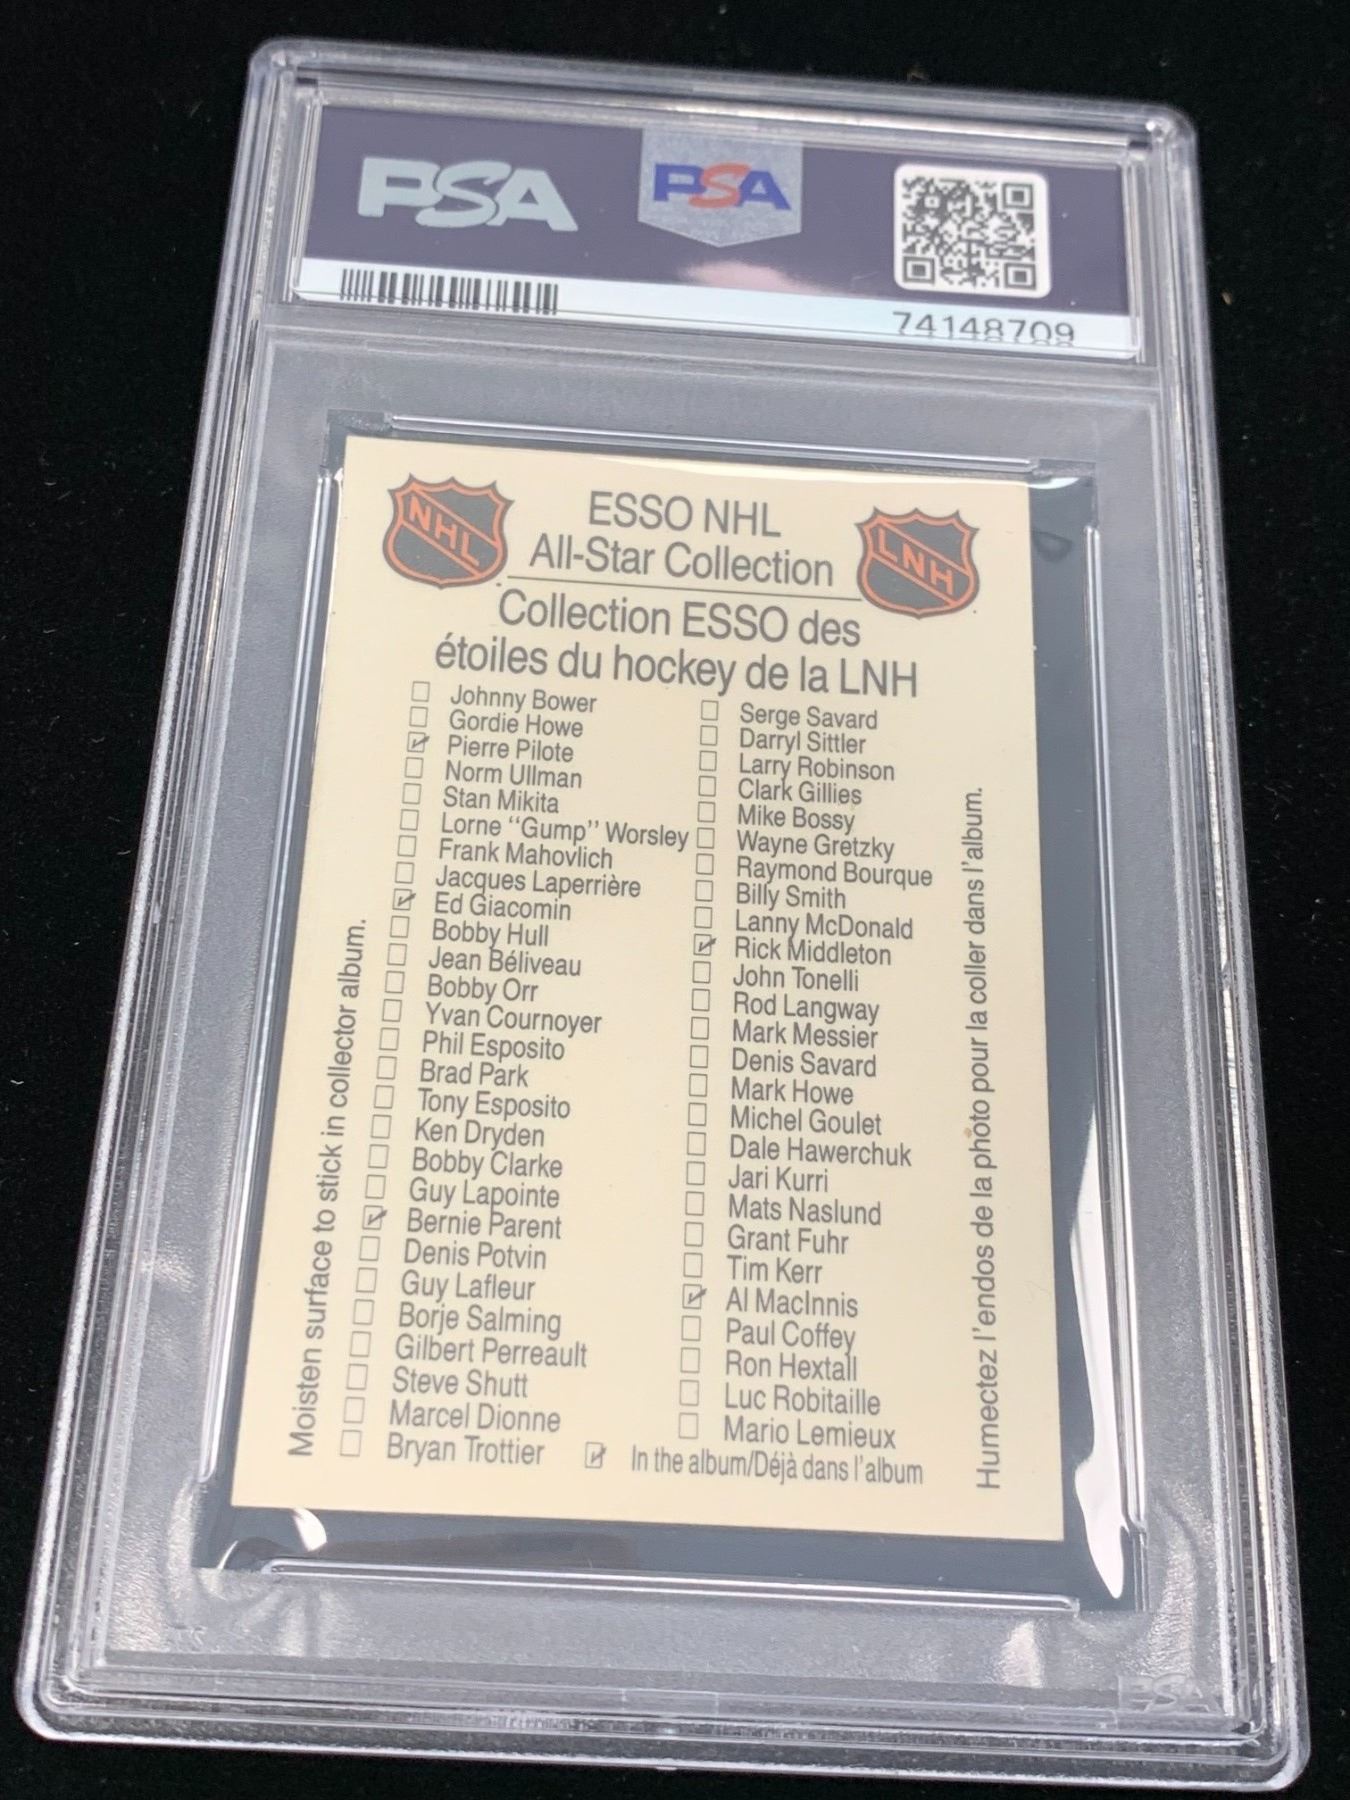 PSA
PSA
74148709
NHL
ESSO NHL
All-Star Collection
LNH
Collection ESSO des
étoiles du hockey de la LNH
Johnny Bower
Gordie Howe
Pierre Pilote
Norm Ullman
Stan Mikita
Lorne "Gump" Worsley
Frank Mahovlich
Jacques Laperrière
Ed Giacomin
Bobby Hull
Jean Béliveau
Bobby Orr
Yvan Cournoyer
Phil Esposito
Brad Park
Tony Esposito
Ken Dryden
Bobby Clarke
Guy Lapointe
Bernie Parent
Denis Potvin
Guy Lafleur
Borje Salming
Gilbert Perreault
Steve Shutt
Marcel Dionne
Bryan Trottier
Serge Savard
Darryl Sittler
Larry Robinson
Clark Gillies
Mike Bossy
Wayne Gretzky
Raymond Bourque
Billy Smith
Lanny McDonald
Rick Middleton
John Tonelli
Rod Langway
Mark Messier
Denis Savard
Mark Howe
Michel Goulet
Dale Hawerchuk
Jari Kurri
Mats Naslund
Grant Fuhr
Tim Kerr
Al MacInnis
Paul Coffey
Ron Hextall
Luc Robitaille
Mario Lemieux
In the album/Déjà dans l'album
Moisten surface to stick in collector album.
Humectez l'endos de la photo pour la coller dans l'album.
PSA